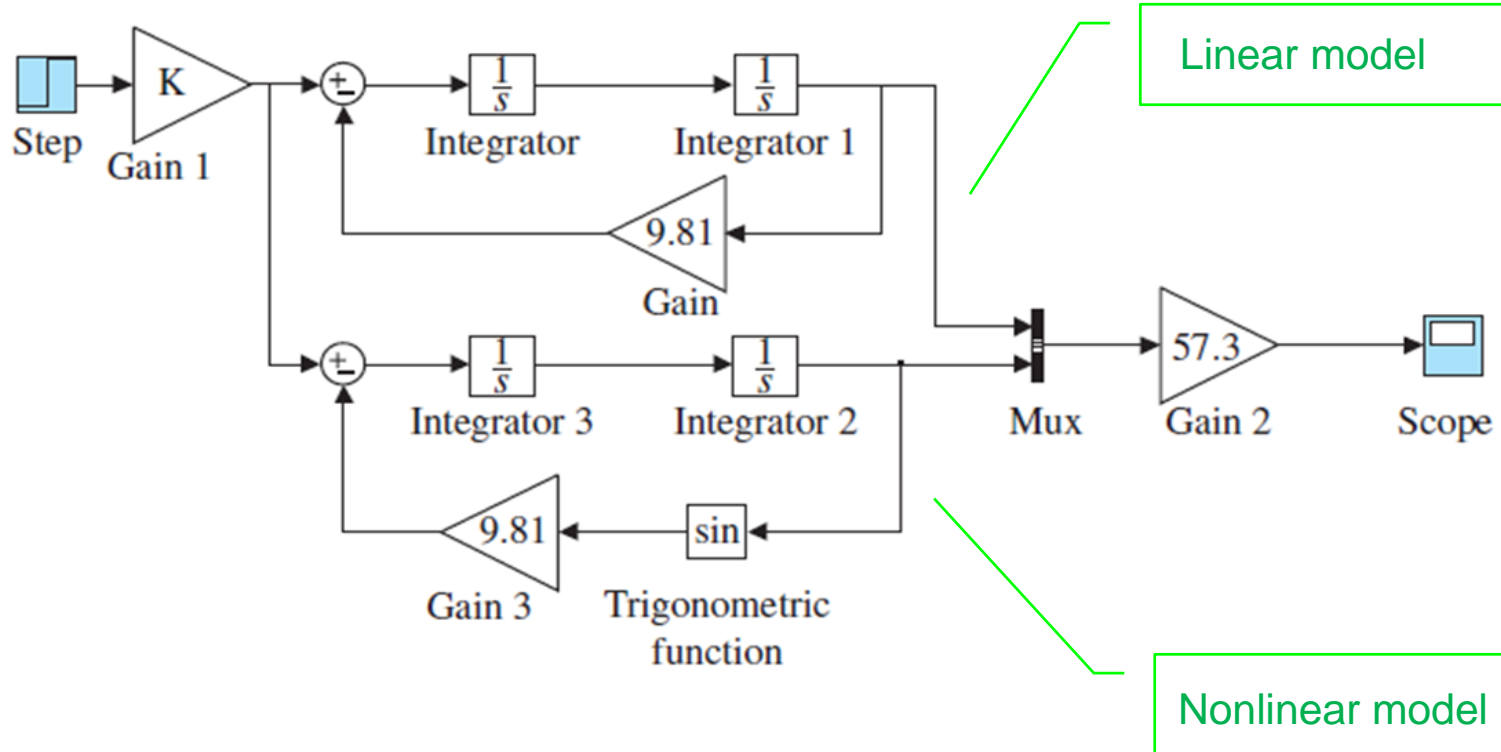 Linear model
K
+
−
1
s
1
s
Step
Gain 1
Integrator
Integrator 1
9.81
Gain
+
−
1
s
1
s
57.3
Integrator 3
Integrator 2
Mux
Gain 2
Scope
9.81
sin
Gain 3
Trigonometric
function
Nonlinear model